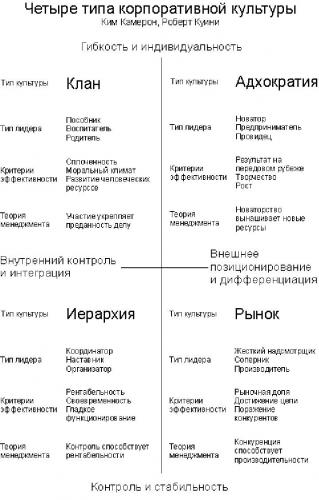 Четыре типа корпоративной культуры
Ким Камерон, Роберт Куини
Гибкость и индивидуальность
Тип культуры Клан
Тип лидера
Пособник
Воспитатель
Родитель
Критерии
эффективности
Сплоченность
Моральный климат
Развитие человеческих
ресурссе
Теория
менеджмента
Участие укрепляет
преданность делу
Тип культуры Адхократия
Тип лидера
Новатор
Предприниматель
Провидец
Критерии
эффективности
Результат на
передовом рубеже
Творчество
Рост
Теория
менеджмента
Новаторство
вынашивает новые
ресурсы
Внутренний контроль
и интеграция
Внешнее
позиционирование
и дифференциация
Тип культуры Иерархия
Тип лидера
Координатор
Наставник
Организатор
Критерии
эффективности
Рентабельность
Своевременность
Гладкое
функционирование
Теория
менеджмента
Контроль способствует
рентабельности
Тип культуры Рынок
Тип лидера
Жесткий надсмотрщик
Соперник
Производитель
Критерии
эффективности
Рыночная доля
Достижение цели
Поражение
конкурентов
Теория
менеджмента
Конкуренция
способствует
производительности
Контроль и стабильность